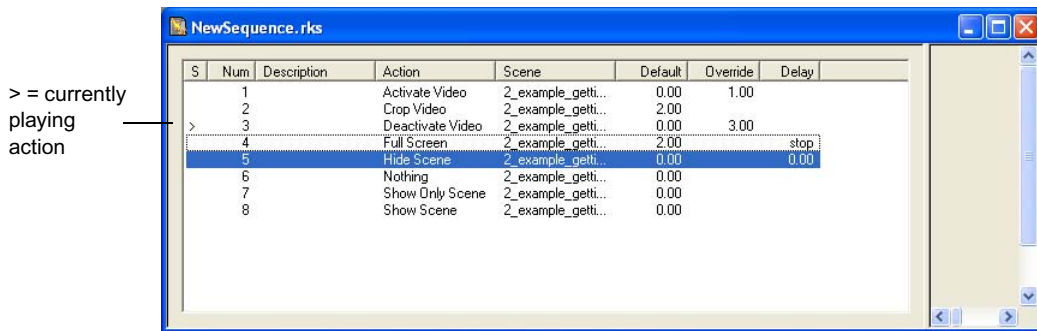 NewSequence.rks
S Num Description Action Scene Default Override Delay
1 Activate Video 2_example_getti... 0.00 1.00
2 Crop Video 2_example_getti... 2.00
> 3 Deactivate Video 2_example_getti... 0.00 3.00
4 Full Screen 2_example_getti... 2.00 stop
5 Hide Scene 2_example_getti... 0.00 0.00
6 Nothing 2_example_getti... 0.00
7 Show Only Scene 2_example_getti... 0.00
8 Show Scene 2_example_getti... 0.00
> = currently
playing
action